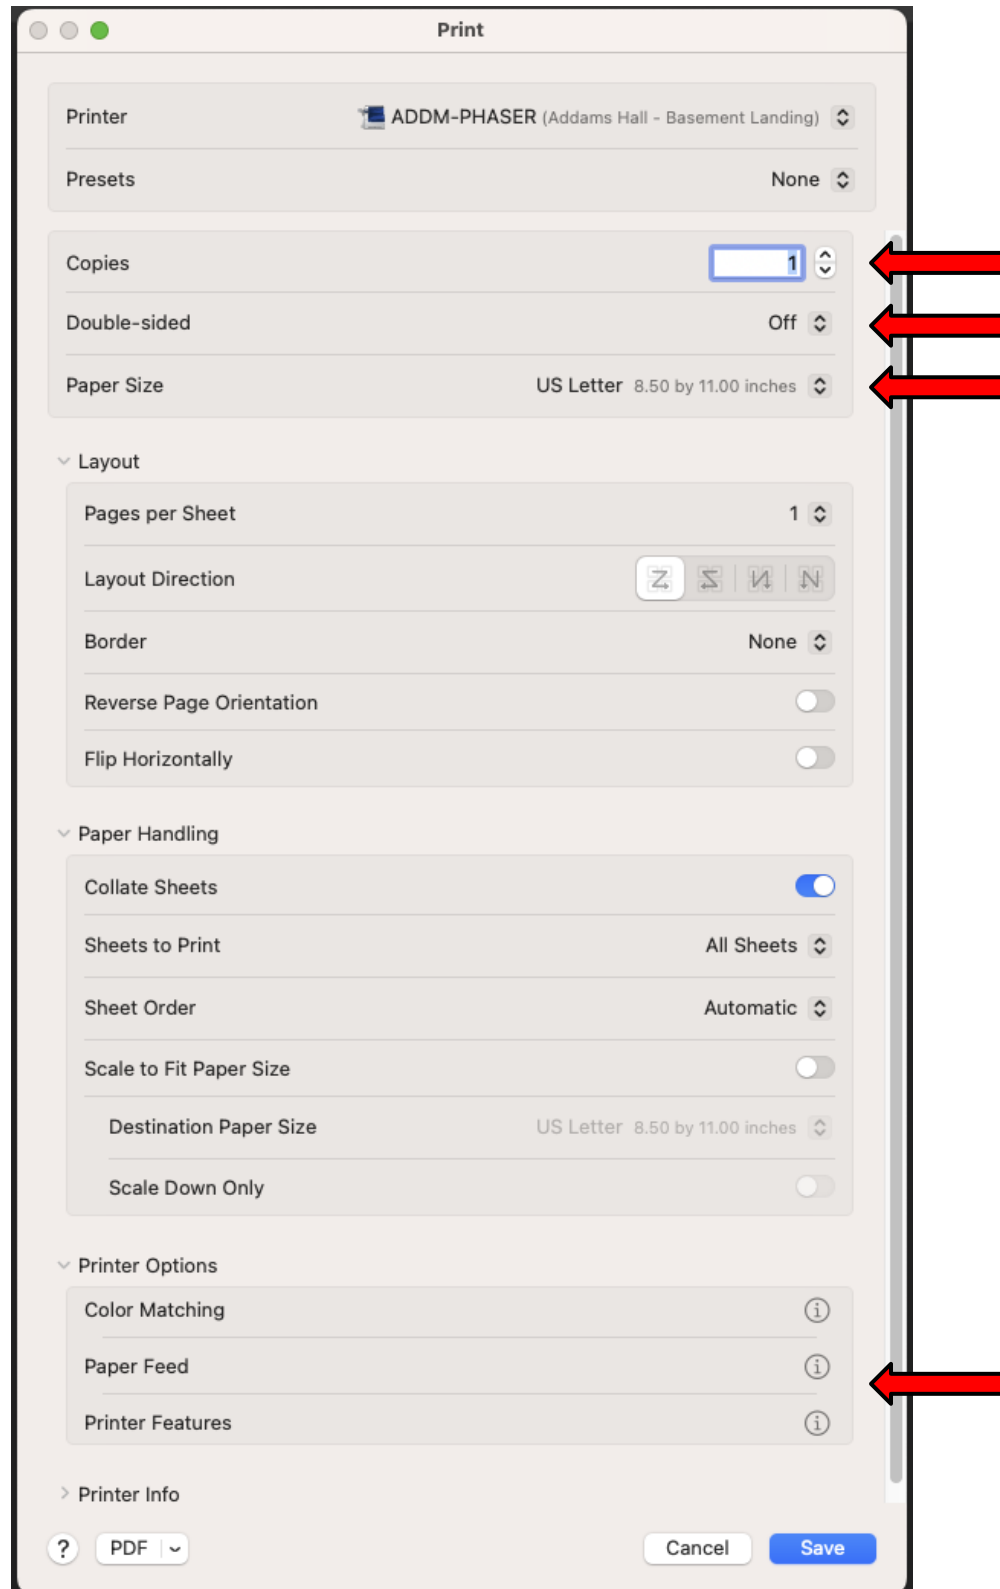 Print
Printer ADDM-PHASER (Addams Hall - Basement Landing)
Presets None
Copies 1
Double-sided Off
Paper Size US Letter 8.50 by 11.00 inches
Layout
Pages per Sheet 1
Layout Direction
Border None
Reverse Page Orientation
Flip Horizontally
Paper Handling
Collate Sheets
Sheets to Print All Sheets
Sheet Order Automatic
Scale to Fit Paper Size
Destination Paper Size US Letter 8.50 by 11.00 inches
Scale Down Only
Printer Options
Color Matching
Paper Feed
Printer Features
Printer Info
? PDF Cancel Save